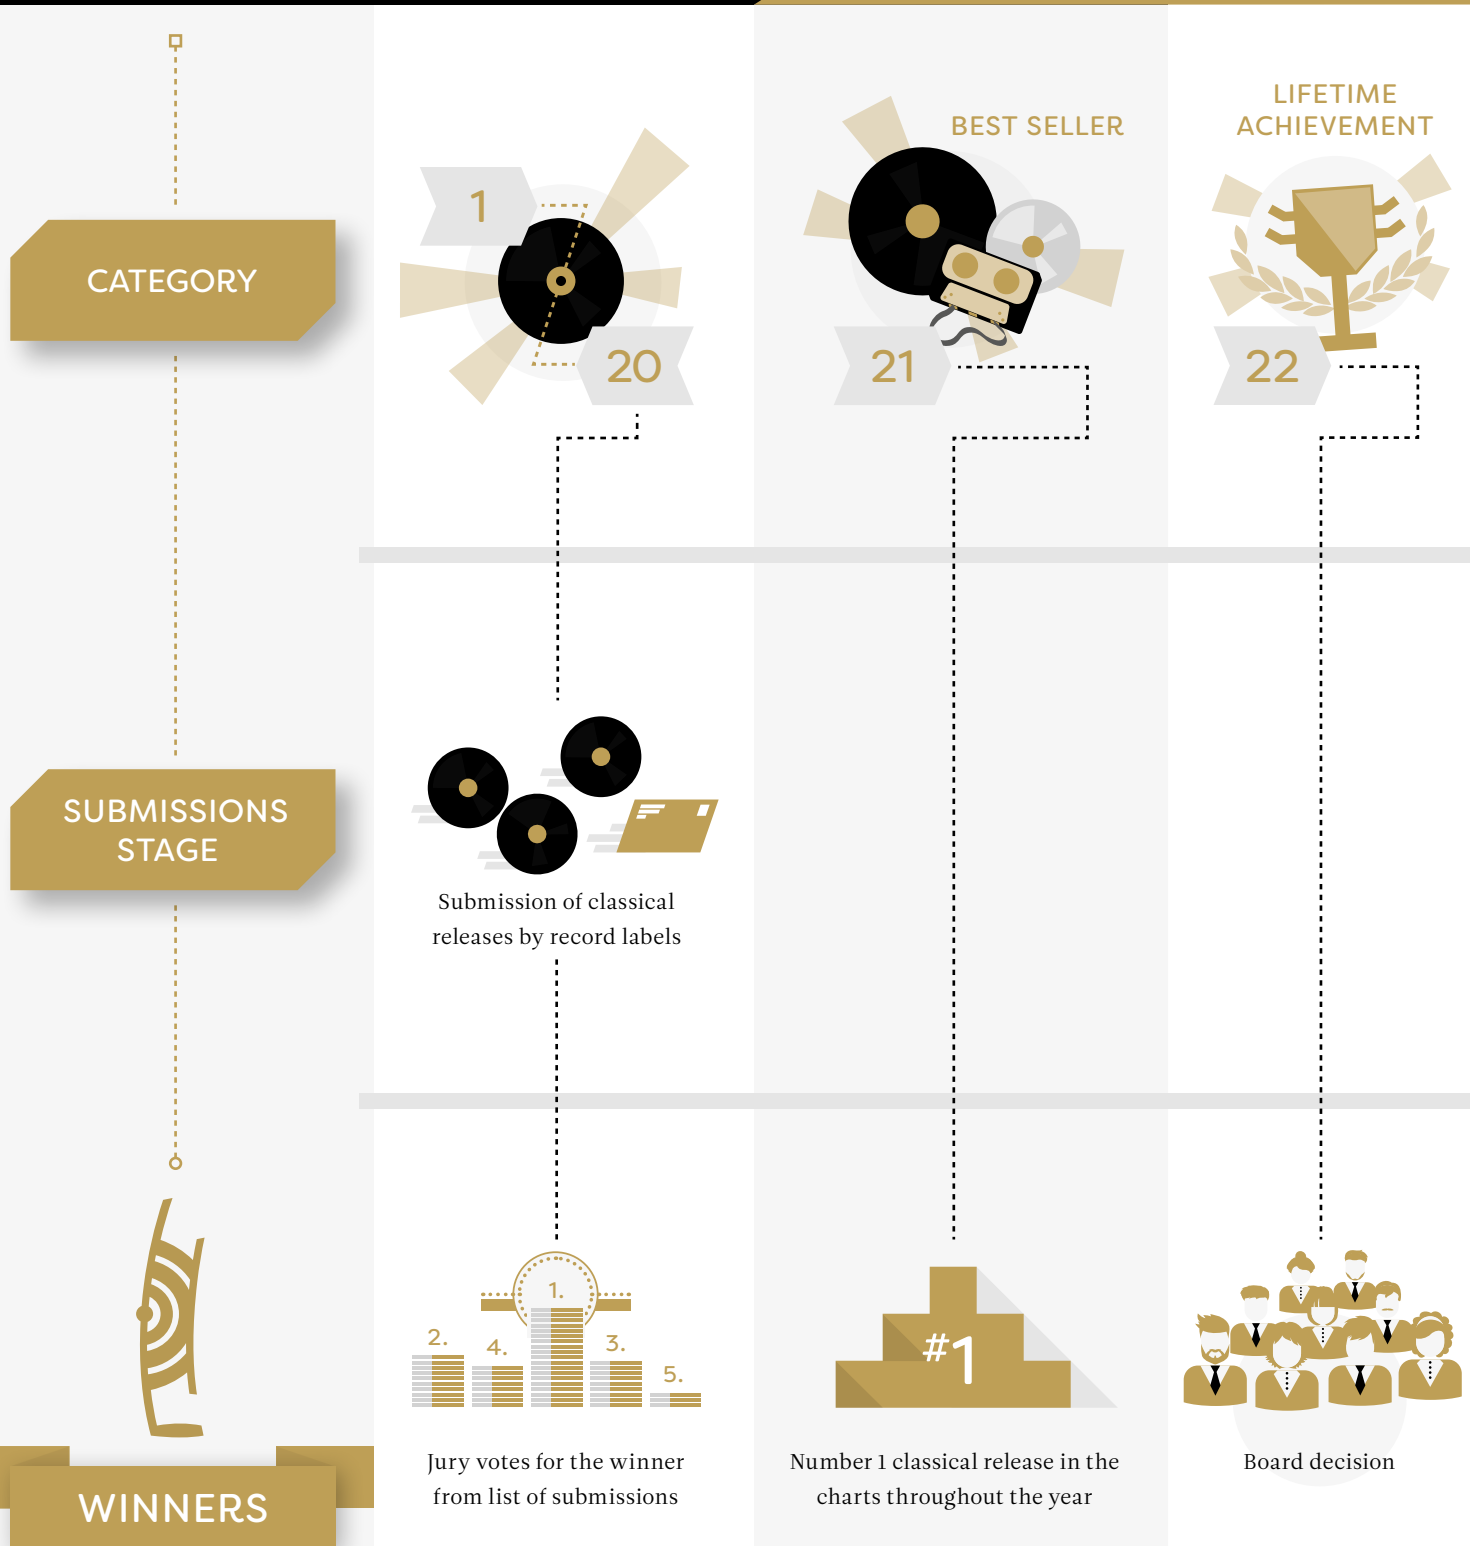 LIFETIME
ACHIEVEMENT
BEST SELLER
1
CATEGORY
20
21
22
SUBMISSIONS
STAGE
Submission of classical
releases by record labels
1.
2.
4.
3.
5.
#1
Jury votes for the winner
from list of submissions
Number 1 classical release in the
charts throughout the year
Board decision
WINNERS